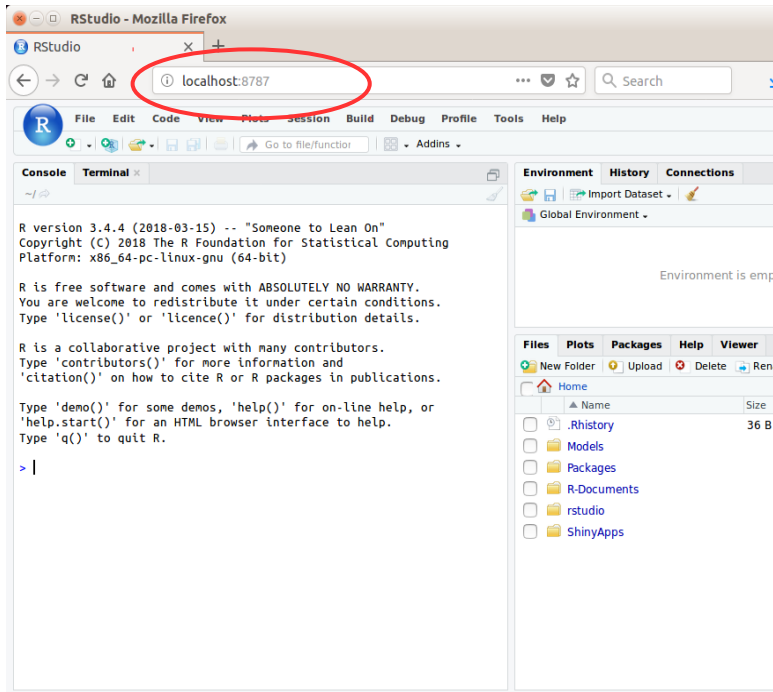 RStudio - Mozilla Firefox
RStudio
localhost:8787
Search
R
File Edit Code View Plots Session Build Debug Profile Tools Help
Go to file/functior
Addins
Console Terminal
~/
R version 3.4.4 (2018-03-15) -- "Someone to Lean On"
Copyright (C) 2018 The R Foundation for Statistical Computing
Platform: x86_64-pc-linux-gnu (64-bit)
R is free software and comes with ABSOLUTELY NO WARRANTY.
You are welcome to redistribute it under certain conditions.
Type 'license()' or 'licence()' for distribution details.
R is a collaborative project with many contributors.
Type 'contributors()' for more information and
'citation()' on how to cite R or R packages in publications.
Type 'demo()' for some demos, 'help()' for on-line help, or
'help.start()' for an HTML browser interface to help.
Type 'q()' to quit R.
>
Environment History Connections
Import Dataset
Global Environment
Environment is emp
Files Plots Packages Help Viewer
New Folder Upload Delete Ren
Home
Name Size
.Rhistory 36 B
Models
Packages
R-Documents
rstudio
ShinyApps